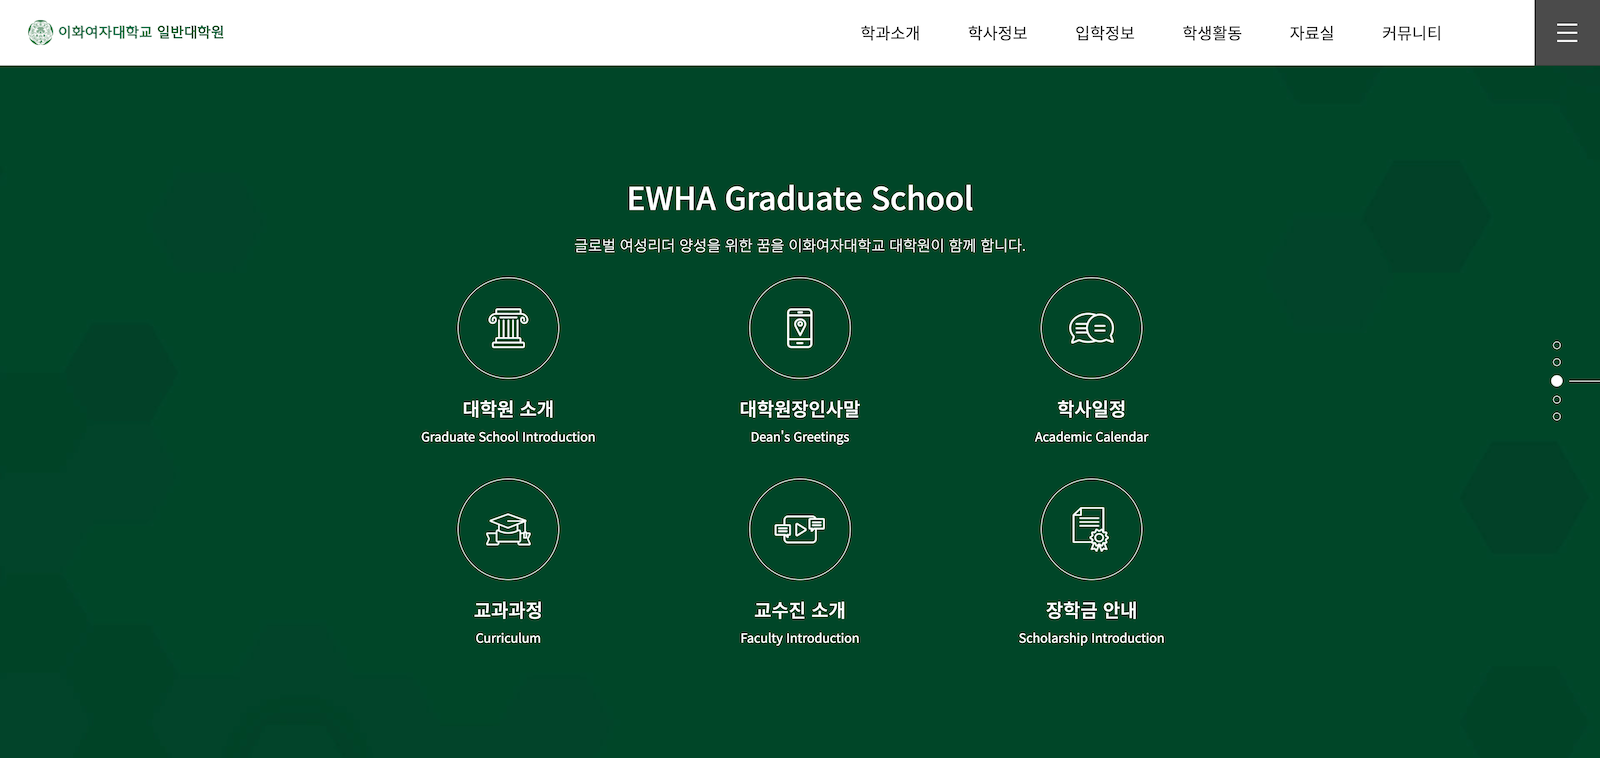 이화여자대학교 일반대학원
학과소개 학사정보 입학정보 학생활동 자료실 커뮤니티
EWHA Graduate School
글로벌 여성리더 양성을 위한 꿈을 이화여자대학교 대학원이 함께 합니다.
대학원 소개 대학원장인사말 학사일정
Graduate School Introduction Dean's Greetings Academic Calendar
교과과정 교수진 소개 장학금 안내
Curriculum Faculty Introduction Scholarship Introduction